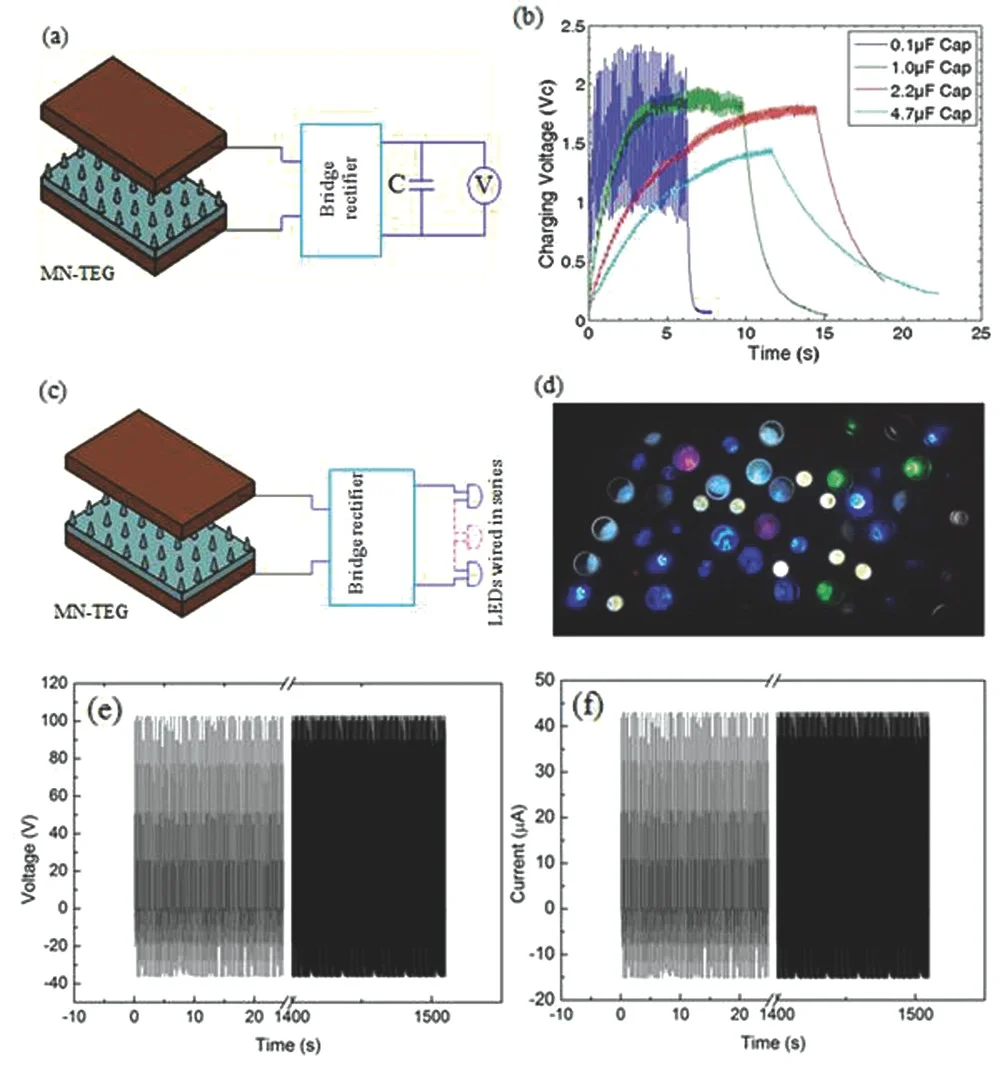 (a)
Bridge
rectifier
C
V
MN-TEG
(b)
2.5
2
1.5
1
0.5
0
Charging Voltage (Vc)
0.1µF Cap
1.0µF Cap
2.2µF Cap
4.7µF Cap
0
5
10
15
20
25
Time (s)
(c)
Bridge rectifier
LEDs wired in series
MN-TEG
(d)
(e)
120
100
80
60
40
20
0
-20
-40
Voltage (V)
-10
0
10
20
1400
1500
Time (s)
(f)
50
40
30
20
10
0
-10
-20
Current (µA)
-10
0
10
20
1400
1500
Time (s)